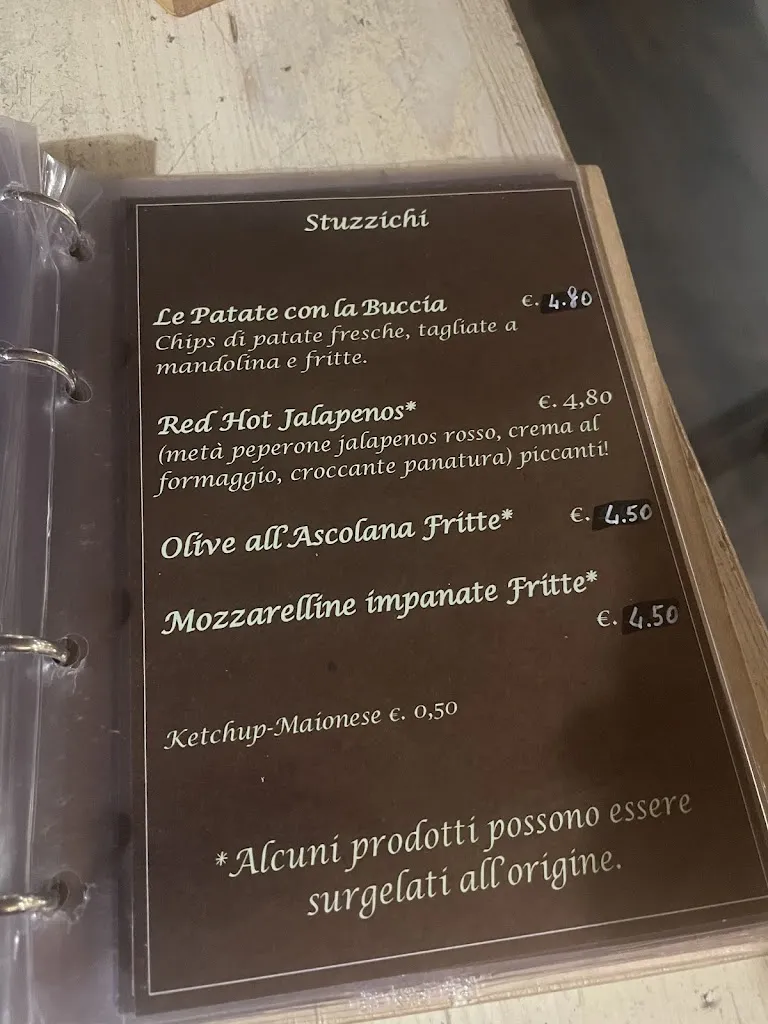 Stuzzichi
Le Patate con la Buccia €. 4.80
Chips di patate fresche, tagliate a
mandolina e fritte.
Red Hot Jalapenos* €. 4,80
(metà peperone jalapenos rosso, crema al
formaggio, croccante panatura) piccanti!
Olive all'Ascolana Fritte* €. 4.50
Mozzarelline impanate Fritte*
€. 4.50
Ketchup-Maionese €. 0,50
*Alcuni prodotti possono essere
surgelati all'origine.